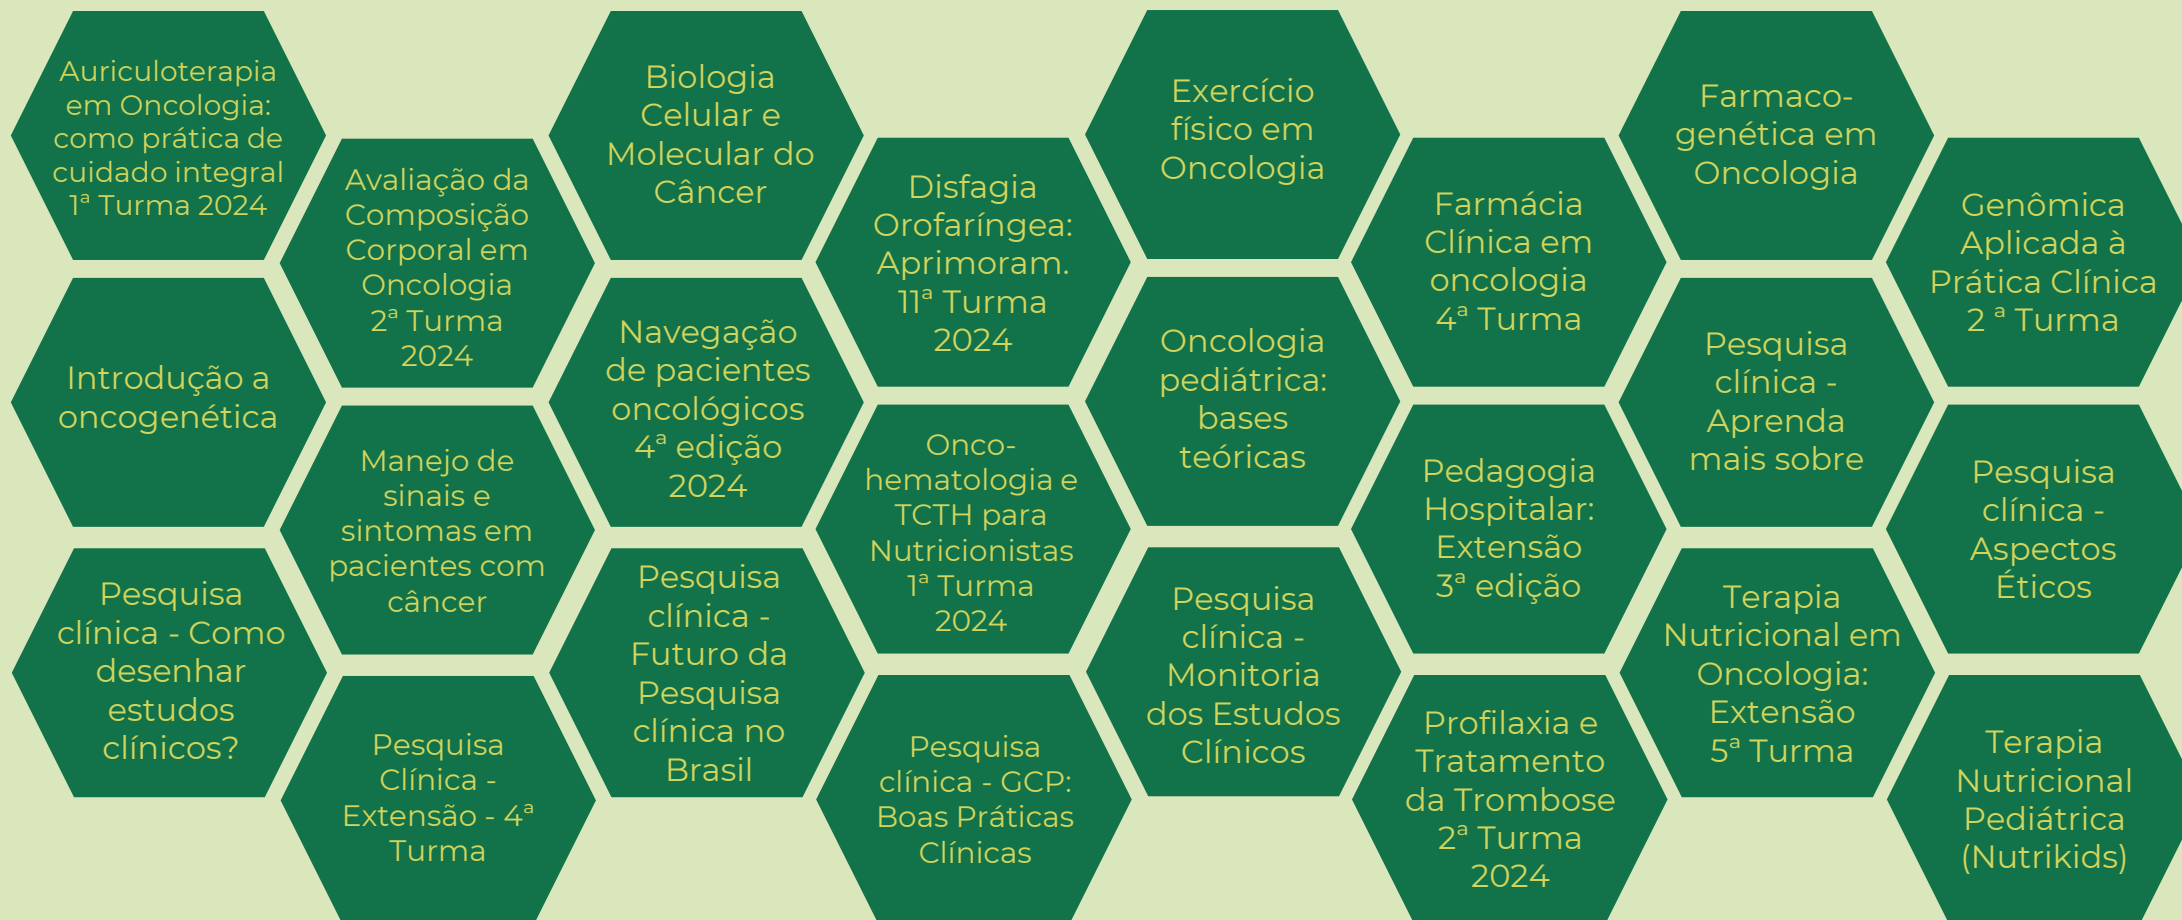 Auriculoterapia
em Oncologia:
como prática de
cuidado integral
1ª Turma 2024
Biologia
Celular e
Molecular do
Câncer
Exercício
físico em
Oncologia
Farmaco-
genética em
Oncologia
Avaliação da
Composição
Corporal em
Oncologia
2ª Turma
2024
Disfagia
Orofaríngea:
Aprimoram.
11ª Turma
2024
Farmácia
Clínica em
oncologia
4ª Turma
Genômica
Aplicada à
Prática Clínica
2 ª Turma
Introdução a
oncogenética
Navegação
de pacientes
oncológicos
4ª edição
2024
Oncologia
pediátrica:
bases
teóricas
Pesquisa
clínica -
Aprenda
mais sobre
Manejo de
sinais e
sintomas em
pacientes com
câncer
Onco-
hematologia e
TCTH para
Nutricionistas
1ª Turma
2024
Pedagogia
Hospitalar:
Extensão
3ª edição
Pesquisa
clínica -
Aspectos
Éticos
Pesquisa
clínica - Como
desenhar
estudos
clínicos?
Pesquisa
clínica -
Futuro da
Pesquisa
clínica no
Brasil
Pesquisa
clínica -
Monitoria
dos Estudos
Clínicos
Terapia
Nutricional em
Oncologia:
Extensão
5ª Turma
Pesquisa
Clínica -
Extensão - 4ª
Turma
Pesquisa
clínica - GCP:
Boas Práticas
Clínicas
Profilaxia e
Tratamento
da Trombose
2ª Turma
2024
Terapia
Nutricional
Pediátrica
(Nutrikids)